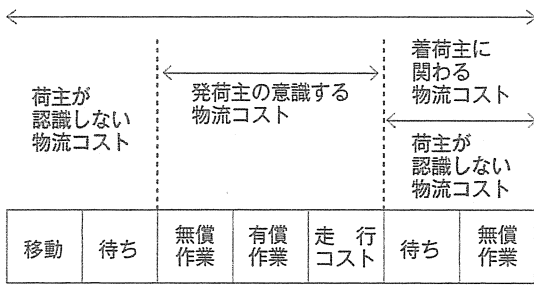 荷主が
認識しない
物流コスト
発荷主の意識する
物流コスト
着荷主に
関わる
物流コスト
荷主が
認識しない
物流コスト
移動
待ち
無償
作業
有償
作業
走 行
コスト
待ち
無償
作業